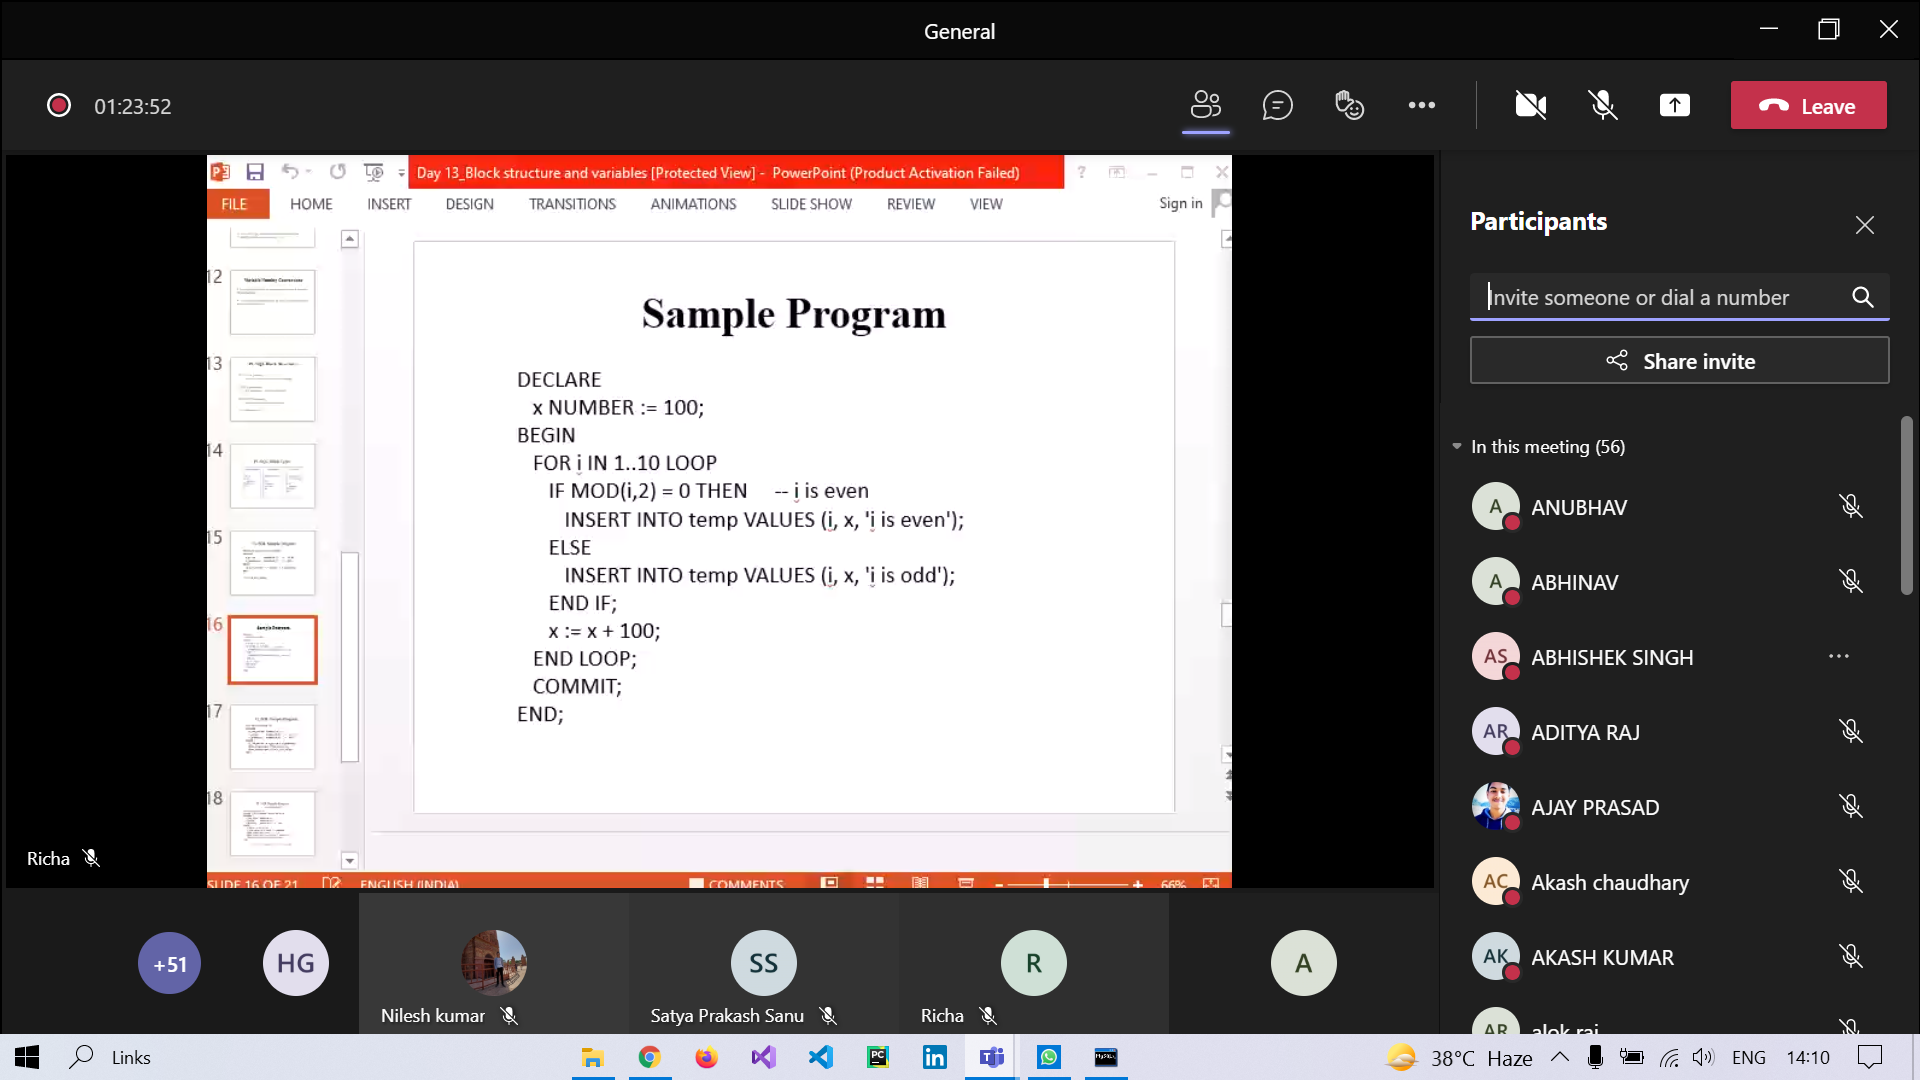 General
01:23:52
Leave
Day 13_Block structure and variables [Protected View] - PowerPoint (Product Activation Failed)
FILE HOME INSERT DESIGN TRANSITIONS ANIMATIONS SLIDE SHOW REVIEW VIEW Sign in
12
13
14
15
16
17
18
Sample Program
DECLARE
x NUMBER := 100;
BEGIN
FOR i IN 1..10 LOOP
IF MOD(i,2) = 0 THEN -- i is even
INSERT INTO temp VALUES (i, x, 'i is even');
ELSE
INSERT INTO temp VALUES (i, x, 'i is odd');
END IF;
x := x + 100;
END LOOP;
COMMIT;
END;
SLIDE 16 OF 21 ENGLISH (INDIA) COMMENTS 66%
Richa
Participants
Invite someone or dial a number
Share invite
In this meeting (56)
A ANUBHAV
A ABHINAV
AS ABHISHEK SINGH
AR ADITYA RAJ
AJAY PRASAD
AC Akash chaudhary
AK AKASH KUMAR
AR alok raj
+51
HG
Nilesh kumar
SS
Satya Prakash Sanu
R
Richa
A
Links
38°C Haze
ENG
14:10